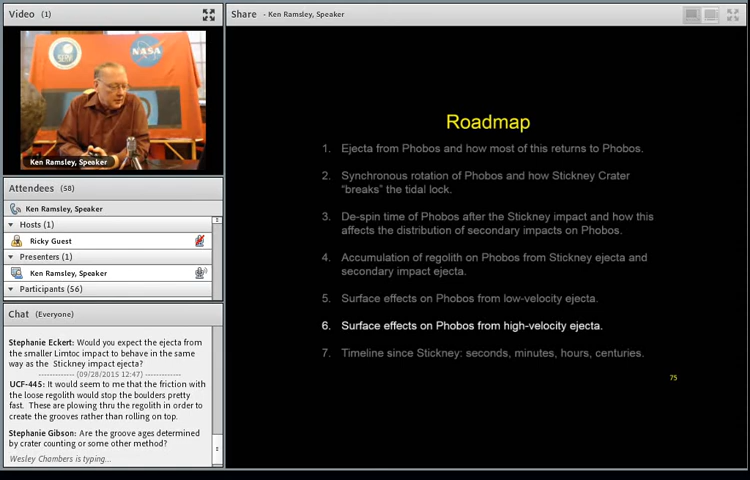 Video (1)
SERVI
NASA
Ken Ramsley, Speaker
Attendees (58)
Ken Ramsley, Speaker
Hosts (1)
Ricky Guest
Presenters (1)
Ken Ramsley, Speaker
Participants (56)
Chat (Everyone)
Stephanie Eckert: Would you expect the ejecta from
the smaller Limtoc impact to behave in the same
way as the Stickney impact ejecta?
------------- (09/28/2015 12:47) -------------
UCF-445: It would seem to me that the friction with
the loose regolith would stop the boulders pretty
fast. These are plowing thru the regolith in order to
create the grooves rather than rolling on top.
Stephanie Gibson: Are the groove ages determined
by crater counting or some other method?
Wesley Chambers is typing...
Share - Ken Ramsley, Speaker
Roadmap
1. Ejecta from Phobos and how most of this returns to Phobos.
2. Synchronous rotation of Phobos and how Stickney Crater
“breaks” the tidal lock.
3. De-spin time of Phobos after the Stickney impact and how this
affects the distribution of secondary impacts on Phobos.
4. Accumulation of regolith on Phobos from Stickney ejecta and
secondary impact ejecta.
5. Surface effects on Phobos from low-velocity ejecta.
6. Surface effects on Phobos from high-velocity ejecta.
7. Timeline since Stickney: seconds, minutes, hours, centuries.
75